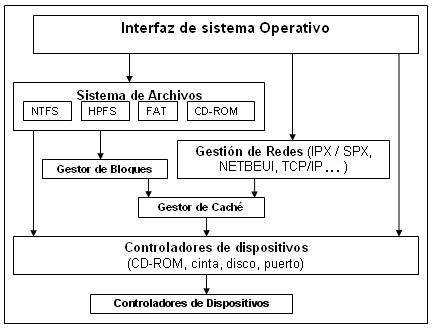 Interfaz de sistema Operativo
Sistema de Archivos
NTFS HPFS FAT CD-ROM
Gestión de Redes (IPX / SPX,
NETBEUI, TCP/IP ... )
Gestor de Bloques
Gestor de Caché
Controladores de dispositivos
(CD-ROM, cinta, disco, puerto)
Controladores de Dispositivos